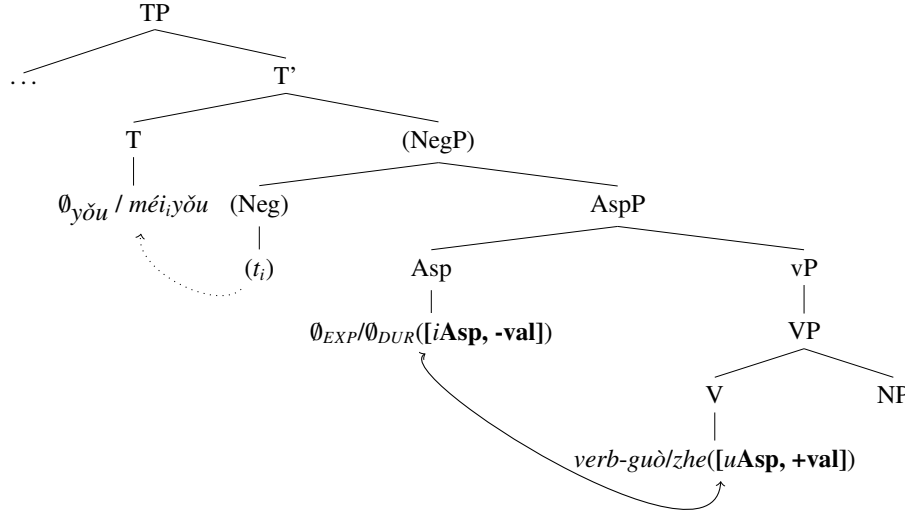 TP
... T’
T (NegP)
∅yǒu / méiᵢyǒu (Neg) AspP
(tᵢ) Asp vP
∅EXP/∅DUR([iAsp, -val]) VP
V NP
verb-guò/zhe([uAsp, +val])